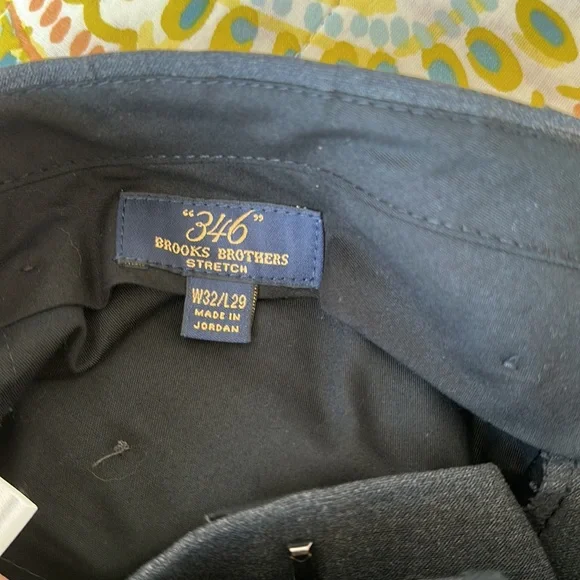 "346"
BROOKS BROTHERS
STRETCH
W32/L29
MADE IN
JORDAN